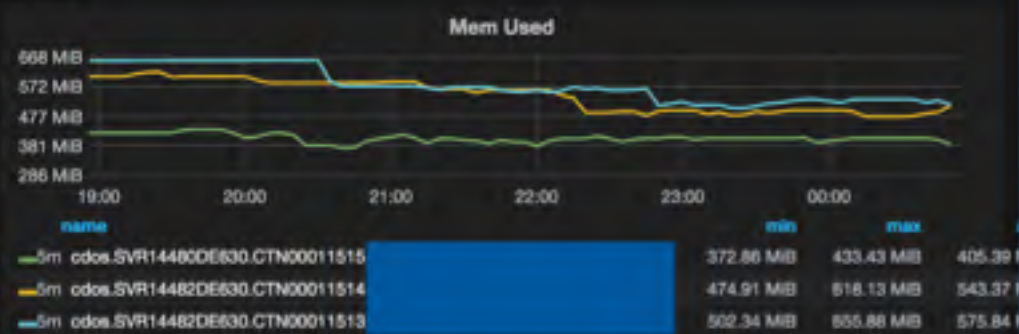 Mem Used
668 MiB
572 MiB
477 MiB
381 MiB
286 MiB
19:00 20:00 21:00 22:00 23:00 00:00
name min max
5m cdos.SVR14480DE630.CTN00011515 372.86 MiB 433.43 MiB 405.39
5m cdos.SVR14482DE630.CTN00011514 474.91 MiB 618.13 MiB 543.37
5m cdos.SVR14482DE630.CTN00011513 502.34 MiB 655.88 MiB 575.84